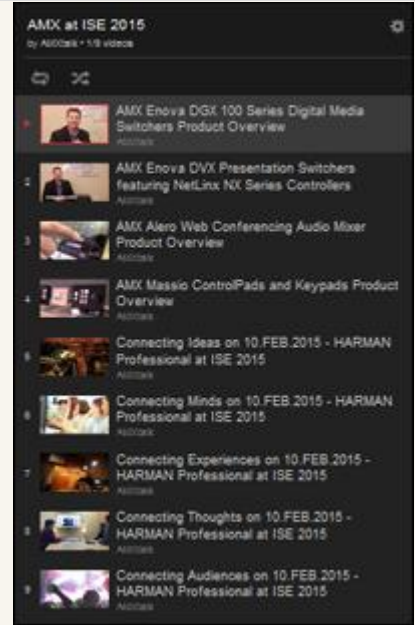 AMX at ISE 2015
by AMXtalk • 1/9 videos
AMX Enova DGX 100 Series Digital Media
Switchers Product Overview
AMXtalk
2
AMX Enova DVX Presentation Switchers
featuring NetLinx NX Series Controllers
AMXtalk
3
AMX Alero Web Conferencing Audio Mixer
Product Overview
AMXtalk
4
AMX Massio ControlPads and Keypads Product
Overview
AMXtalk
5
Connecting Ideas on 10.FEB.2015 - HARMAN
Professional at ISE 2015
AMXtalk
6
Connecting Minds on 10.FEB.2015 - HARMAN
Professional at ISE 2015
AMXtalk
7
Connecting Experiences on 10.FEB.2015 -
HARMAN Professional at ISE 2015
AMXtalk
8
Connecting Thoughts on 10.FEB.2015 -
HARMAN Professional at ISE 2015
AMXtalk
9
Connecting Audiences on 10.FEB.2015 -
HARMAN Professional at ISE 2015
AMXtalk